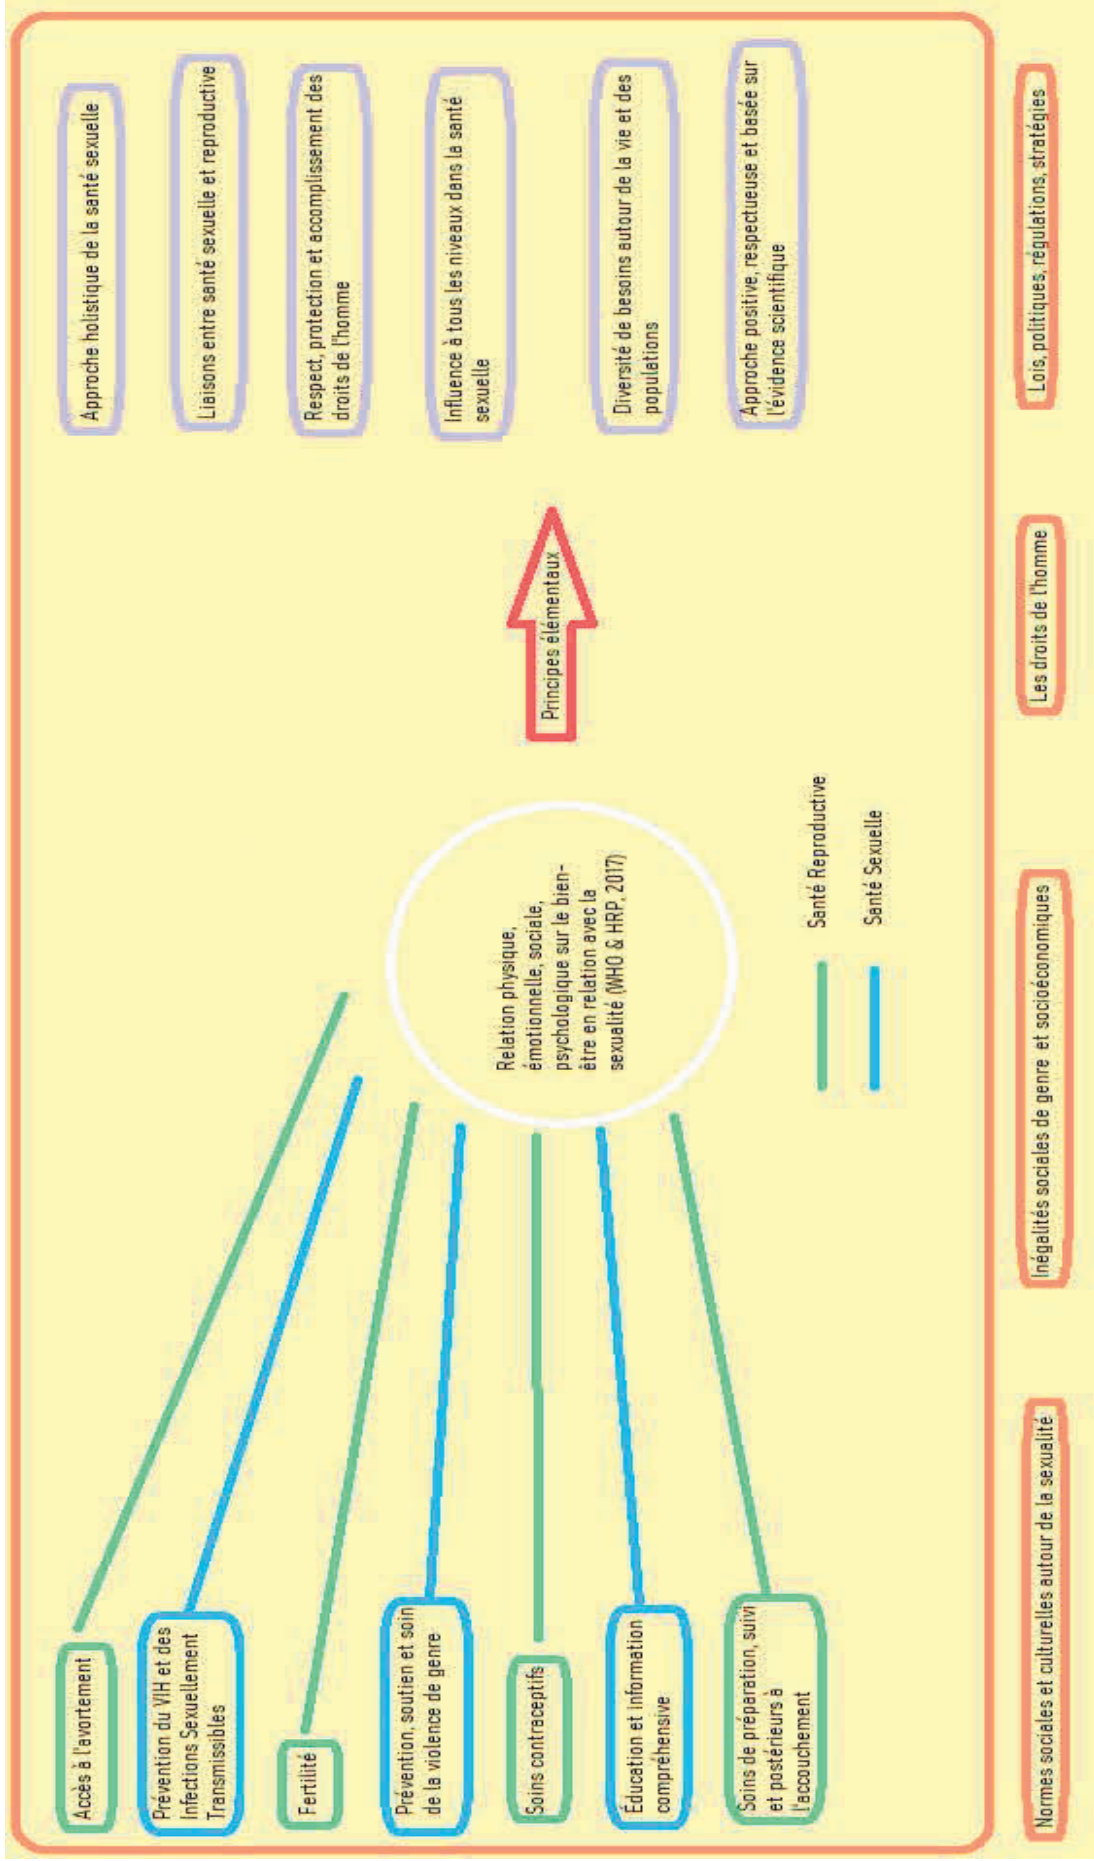 Accès à l'avortement
Prévention du VIH et des
Infections Sexuellement
Transmissibles
Fertilité
Prévention, soutien et soin
de la violence de genre
Soins contraceptifs
Éducation et information
compréhensive
Soins de préparation, suivi
et postérieurs à
l'accouchement
Relation physique,
émotionnelle, sociale,
psychologique sur le bien-
être en relation avec la
sexualité (WHO & HRP, 2017)
Santé Reproductive
Santé Sexuelle
Principes élémentaux
Approche holistique de la santé sexuelle
Liaisons entre santé sexuelle et reproductive
Respect, protection et accomplissement des
droits de l'homme
Influence à tous les niveaux dans la santé
sexuelle
Diversité de besoins autour de la vie et des
populations
Approche positive, respectueuse et basée sur
l'évidence scientifique
Normes sociales et culturelles autour de la sexualité
Inégalités sociales de genre et socioéconomiques
Les droits de l'homme
Lois, politiques, régulations, stratégies